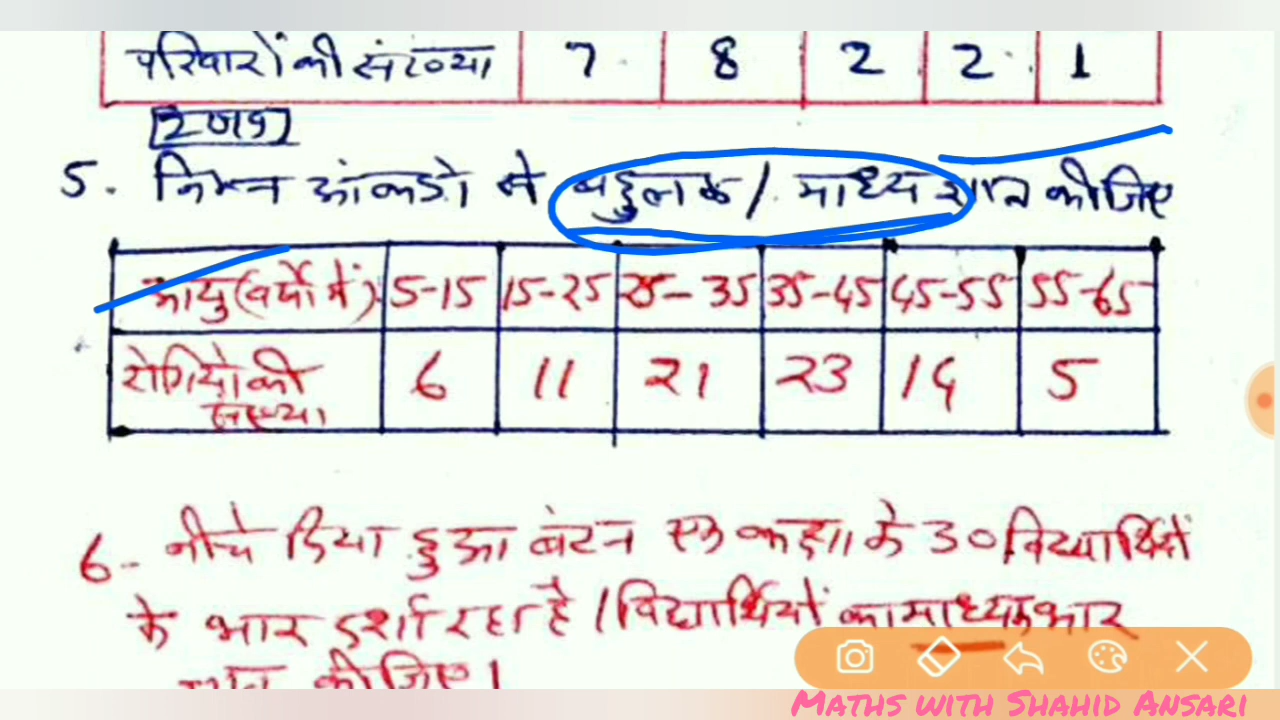 परिवारों की संख्या 7 8 2 2 1
5. निम्न आंकडो से बहुलक / माध्य ज्ञात कीजिए
आयु (वर्षो में) 5-15 15-25 25-35 35-45 45-55 55-65
रोगियो की संख्या 6 11 21 23 14 5
6- नीचे दिया हुआ बंटन एक कक्षा के 30 विद्यार्थियों
के भार दर्शा रहा है / विद्यार्थियों का माध्यक भार
ज्ञात कीजिए।
MATHS WITH SHAHID ANSARI